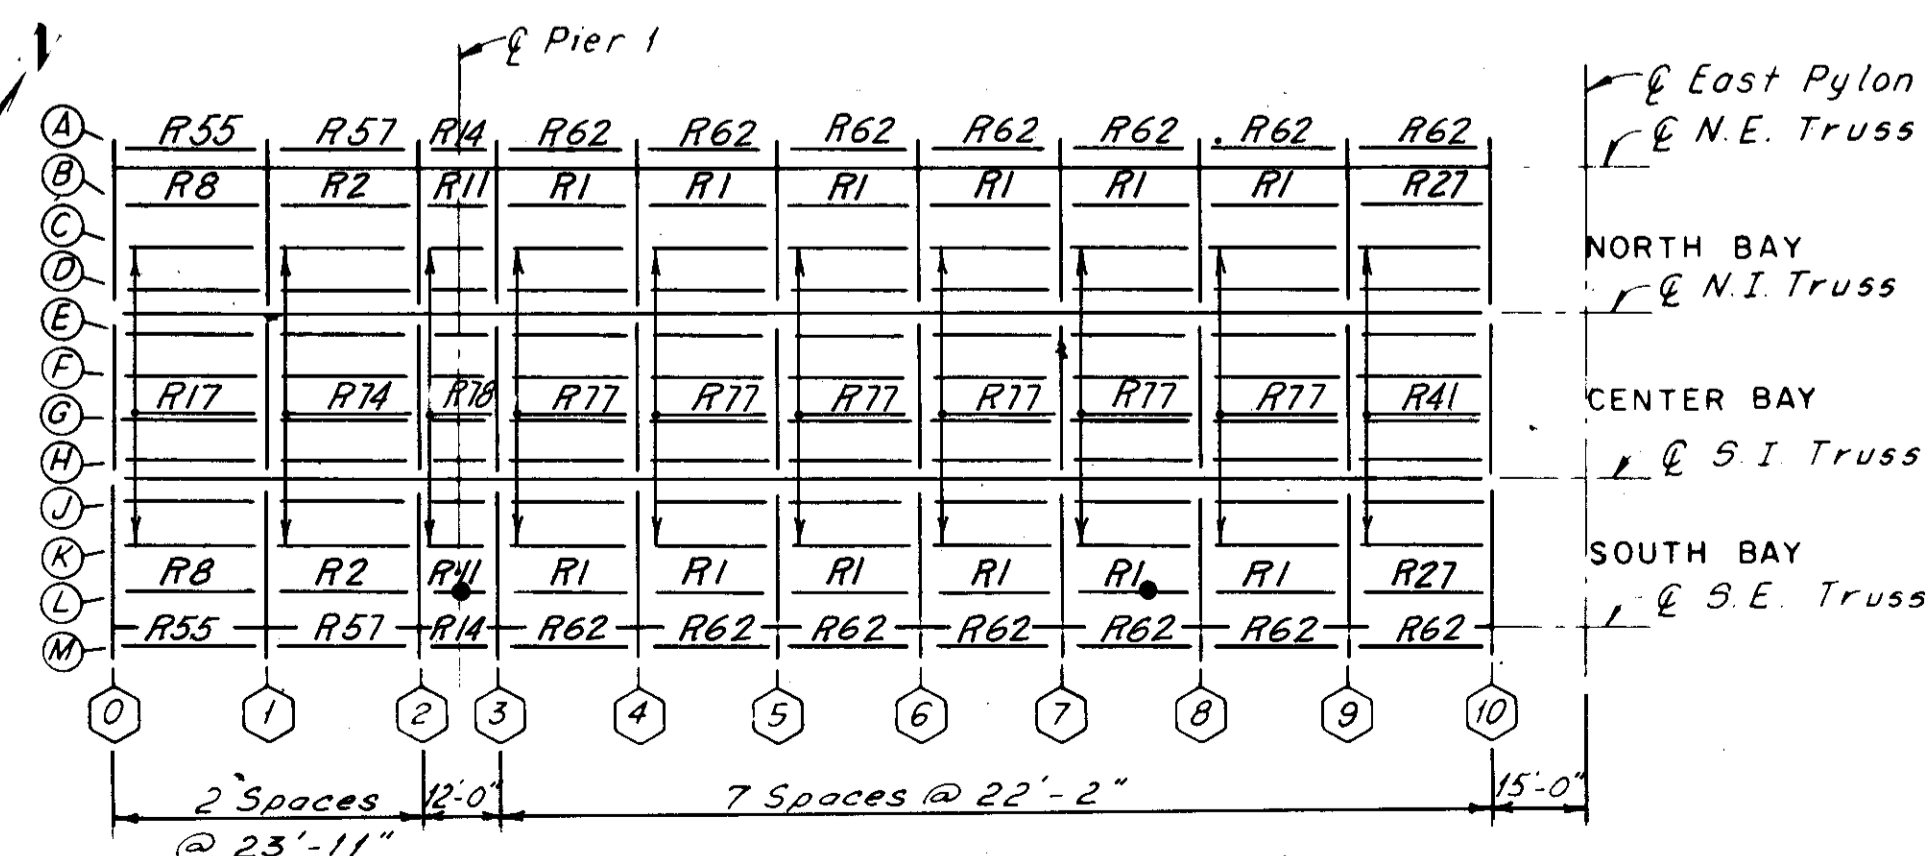 ℄ Pier 1
℄ East Pylon
℄ N.E. Truss
A R55 R57 R14 R62 R62 R62 R62 R62 R62 R62
B R8 R2 R11 R1 R1 R1 R1 R1 R1 R27
C
NORTH BAY
D
℄ N.I. Truss
E
F
G R17 R74 R78 R77 R77 R77 R77 R77 R77 R41
CENTER BAY
H
℄ S.I. Truss
J
K
SOUTH BAY
R8 R2 R11 R1 R1 R1 R1 R1 R1 R27
L
℄ S.E. Truss
R55 R57 R14 R62 R62 R62 R62 R62 R62 R62
M
0 1 2 3 4 5 6 7 8 9 10
2 Spaces @ 23'-11"
12'-0"
7 Spaces @ 22'-2"
15'-0"